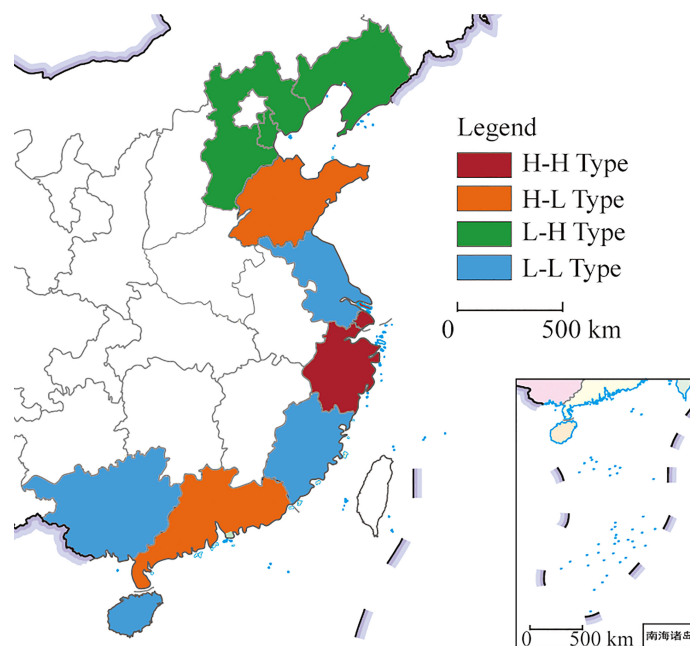 Legend
H-H Type
H-L Type
L-H Type
L-L Type
0 500 km
0 500 km
南海诸岛